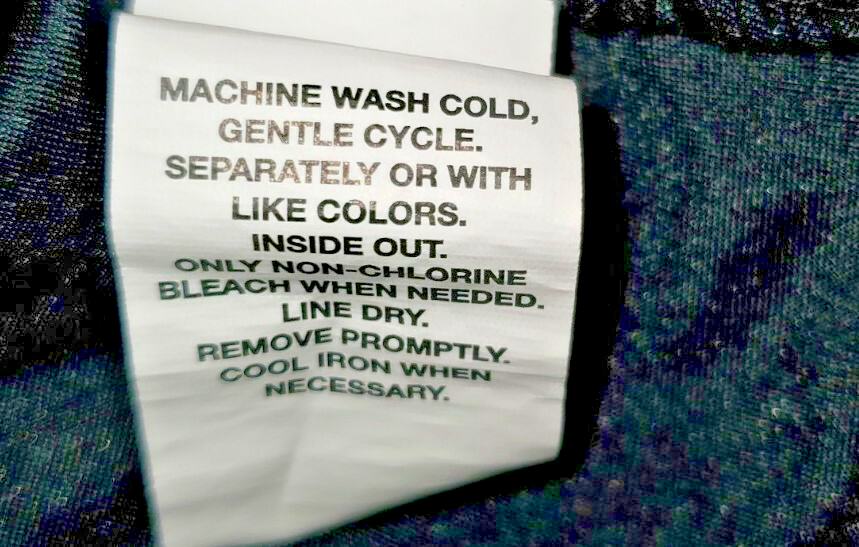 MACHINE WASH COLD,
GENTLE CYCLE.
SEPARATELY OR WITH
LIKE COLORS.
INSIDE OUT.
ONLY NON-CHLORINE
BLEACH WHEN NEEDED.
LINE DRY.
REMOVE PROMPTLY.
COOL IRON WHEN
NECESSARY.